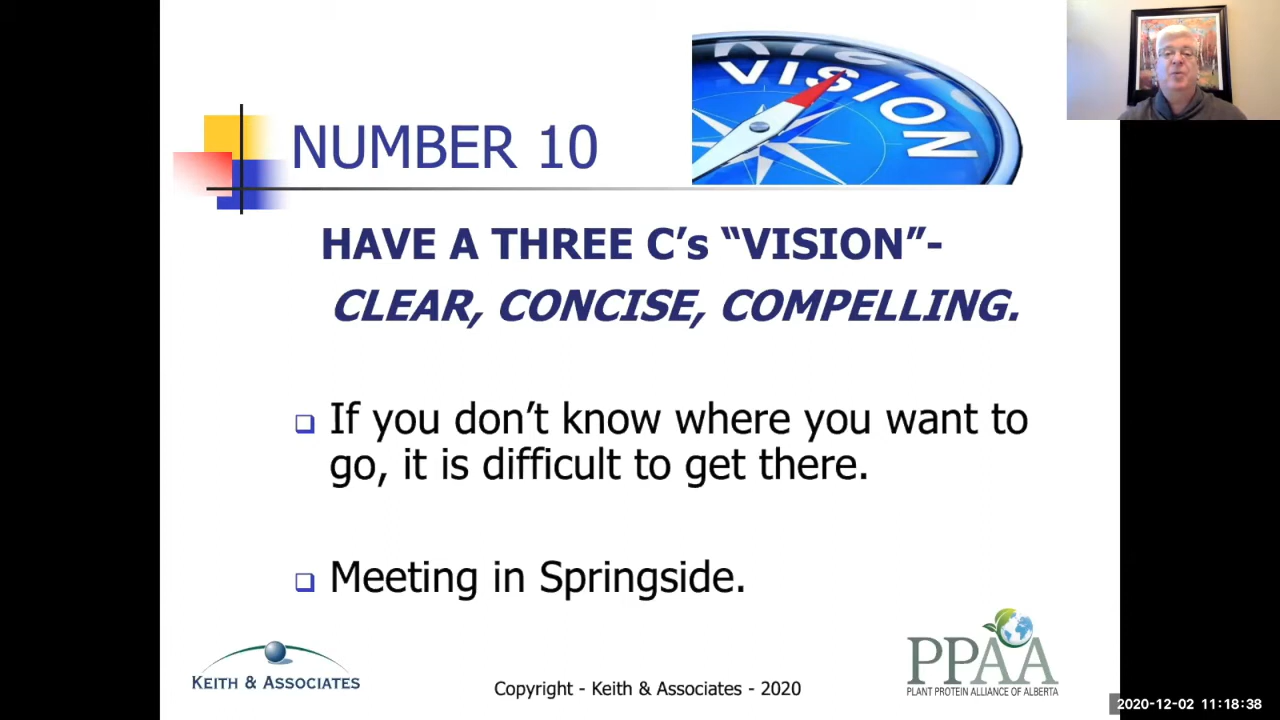 VISION
NUMBER 10
HAVE A THREE C’s “VISION”-
CLEAR, CONCISE, COMPELLING.
❑ If you don’t know where you want to
go, it is difficult to get there.
❑ Meeting in Springside.
KEITH & ASSOCIATES
Copyright - Keith & Associates - 2020
PPAA
PLANT PROTEIN ALLIANCE OF ALBERTA
2020-12-02 11:18:38